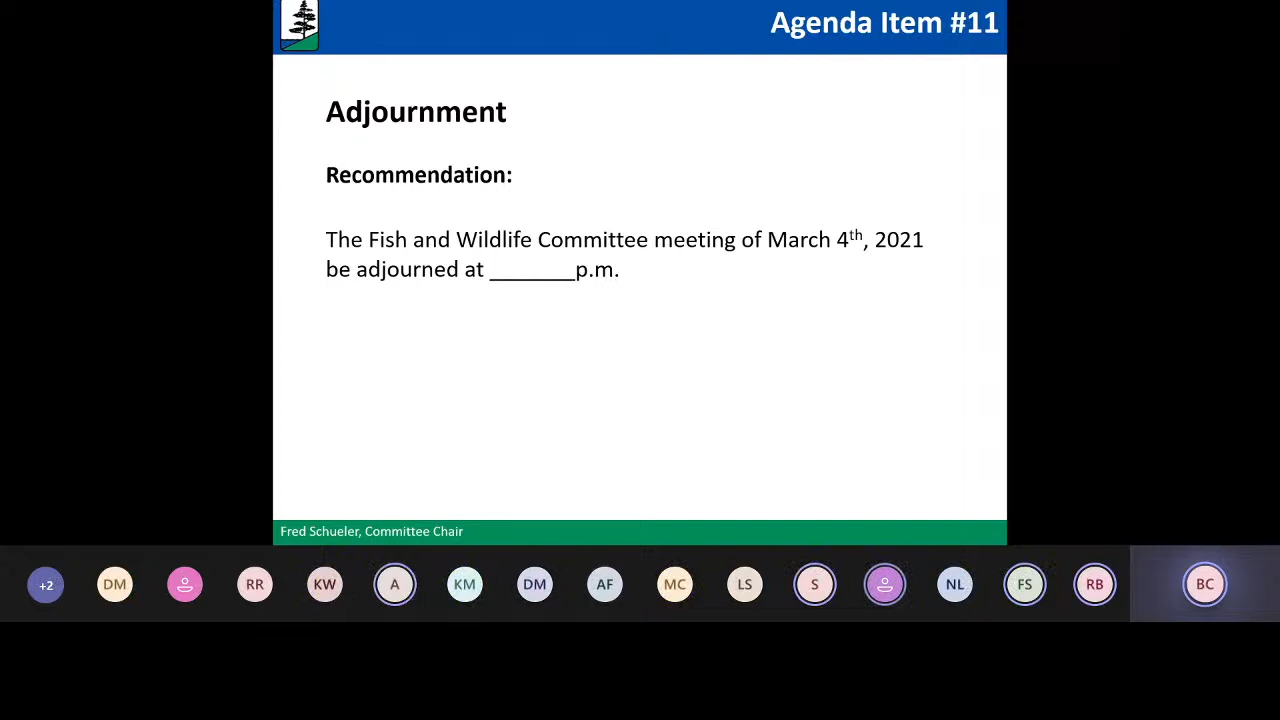 Agenda Item #11
Adjournment
Recommendation:
The Fish and Wildlife Committee meeting of March 4th, 2021
be adjourned at _______p.m.
Fred Schueler, Committee Chair
+2 DM RR KW A KM DM AF MC LS S NL FS RB BC